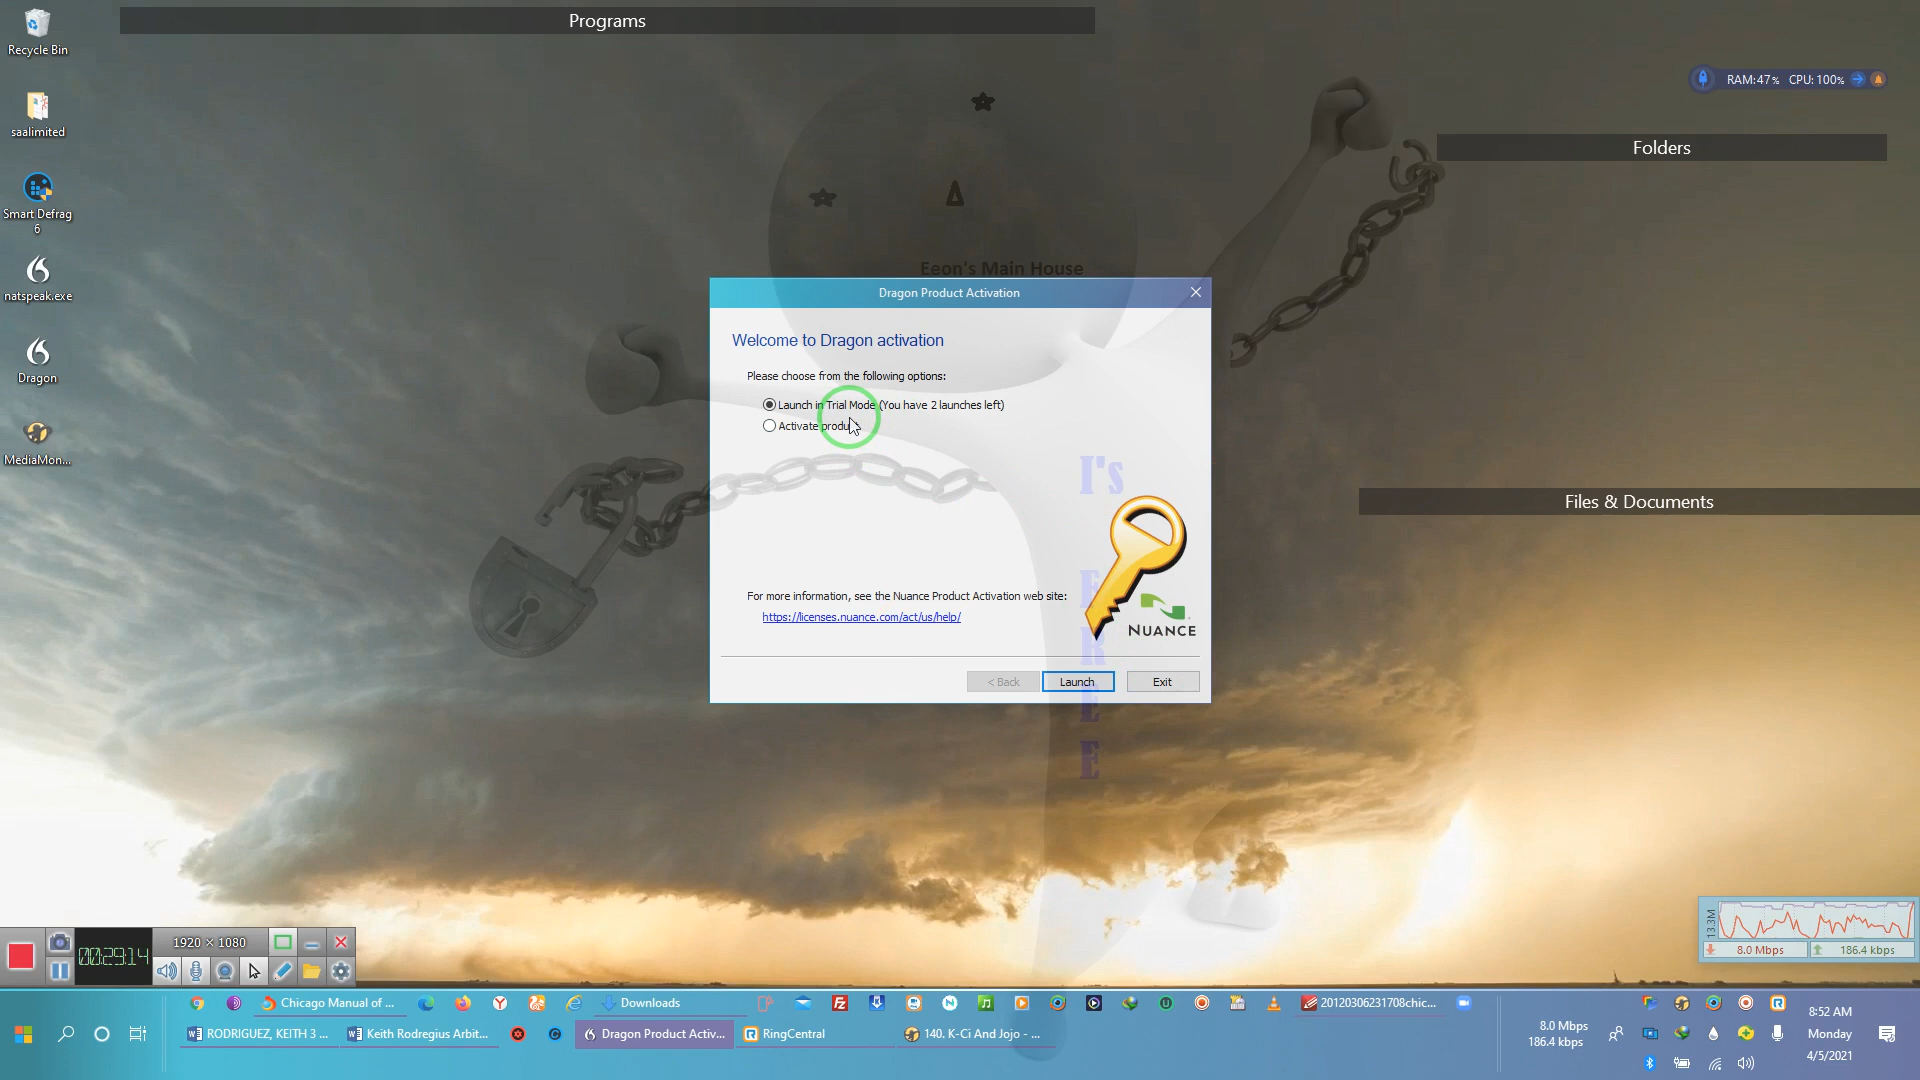 Programs
Recycle Bin
RAM:47% CPU: 100%
saalimited
Folders
Smart Defrag
6
natspeak.exe
Eeon's Main House
Dragon Product Activation
Welcome to Dragon activation
Dragon
Please choose from the following options:
Launch in Trial Mode (You have 2 launches left)
Activate
MediaMon...
I's
Files & Documents
For more information, see the Nuance Product Activation web site:
https://licenses.nuance.com/act/us/help/
NUANCE
< Back
Launch
Exit
F
R
E
E
13.3M
00:29:14
1920 × 1080
8.0 Mbps
186.4 kbps
Chicago Manual of ...
Downloads
20120306231708chic...
RODRIGUEZ, KEITH 3 ...
Keith Rodregius Arbit...
Dragon Product Activ...
RingCentral
140. K-Ci And Jojo - ...
8.0 Mbps
186.4 kbps
8:52 AM
Monday
4/5/2021